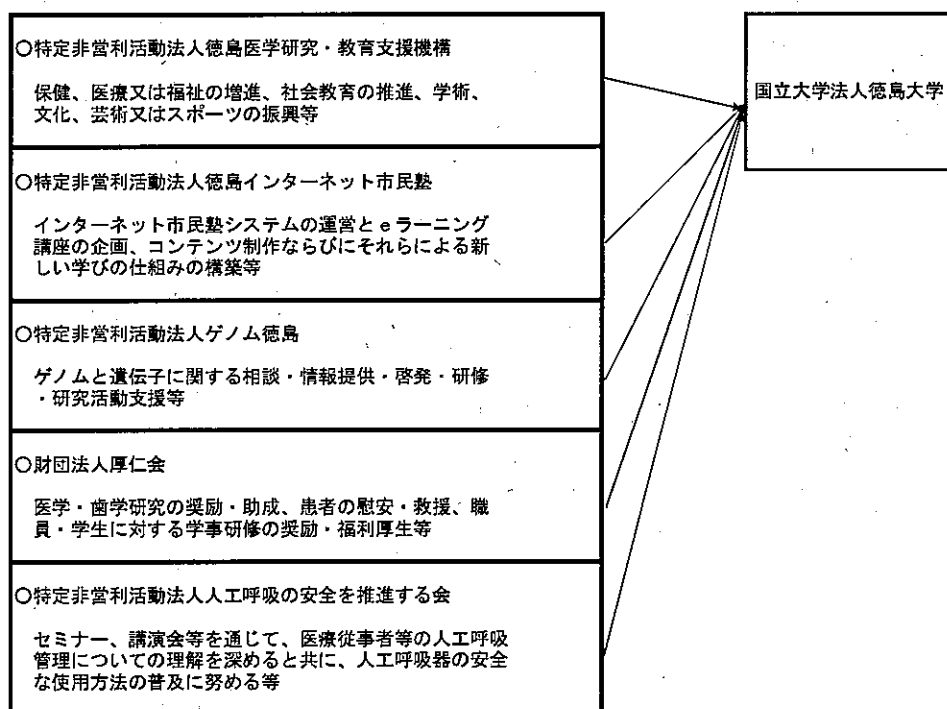 ○特定非営利活動法人徳島医学研究・教育支援機構
保健、医療又は福祉の増進、社会教育の推進、学術、
文化、芸術又はスポーツの振興等
国立大学法人徳島大学
○特定非営利活動法人徳島インターネット市民塾
インターネット市民塾システムの運営とeラーニング
講座の企画、コンテンツ制作ならびにそれらによる新
しい学びの仕組みの構築等
○特定非営利活動法人ゲノム徳島
ゲノムと遺伝子に関する相談・情報提供・啓発・研修
・研究活動支援等
○財団法人厚仁会
医学・歯学研究の奨励・助成、患者の慰安・救援、職
員・学生に対する学事研修の奨励・福利厚生等
○特定非営利活動法人人工呼吸の安全を推進する会
セミナー、講演会等を通じて、医療従事者等の人工呼吸
管理についての理解を深めると共に、人工呼吸器の安全
な使用方法の普及に努める等